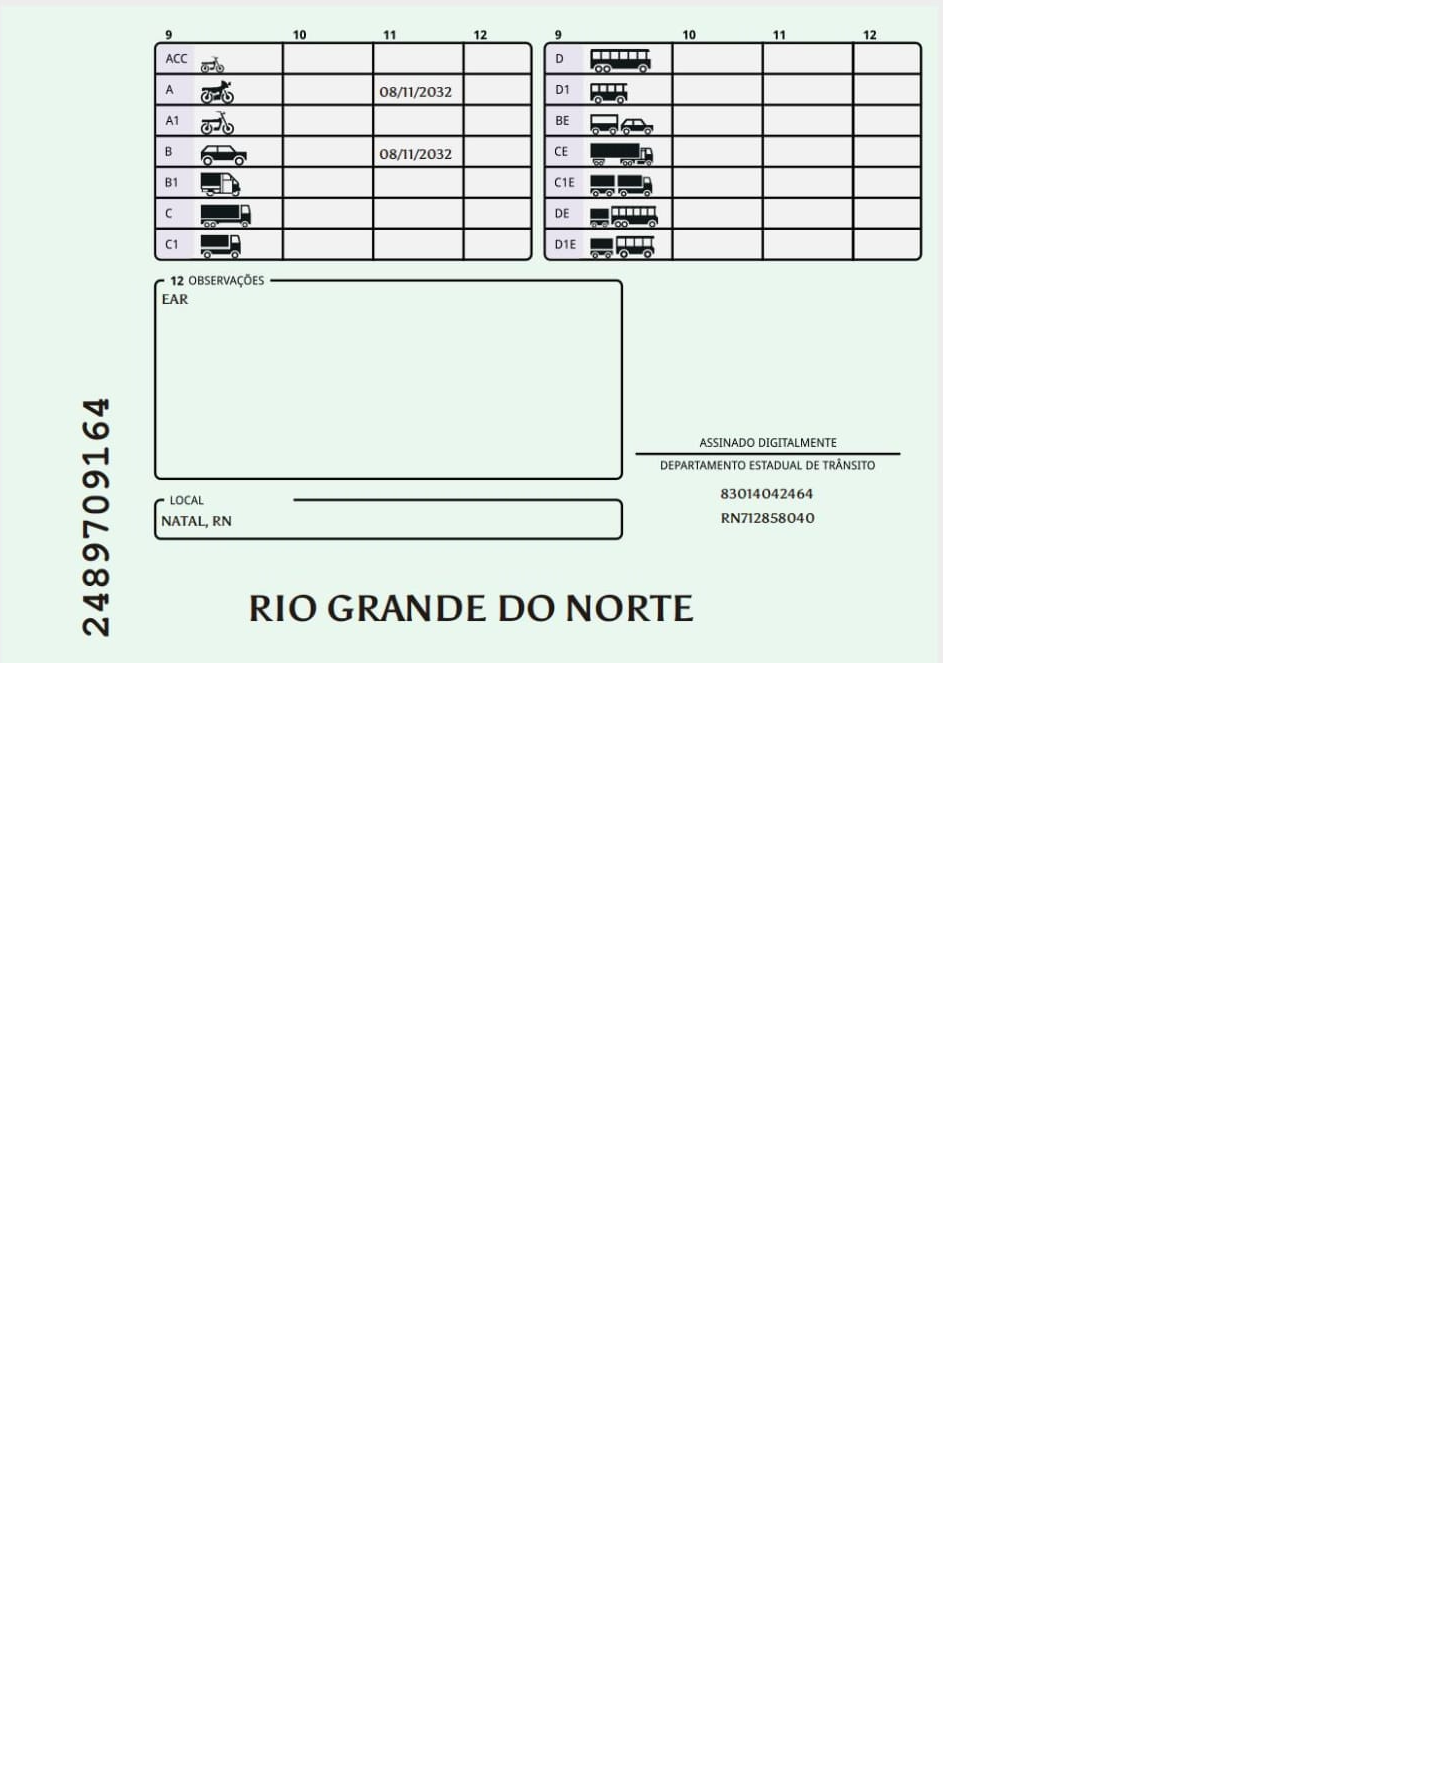 9 10 11 12
ACC
A 08/11/2032
A1
B 08/11/2032
B1
C
C1
9 10 11 12
D
D1
BE
CE
C1E
DE
D1E
12 OBSERVAÇÕES
EAR
ASSINADO DIGITALMENTE
DEPARTAMENTO ESTADUAL DE TRÂNSITO
83014042464
RN712858040
LOCAL
NATAL, RN
2489709164
RIO GRANDE DO NORTE